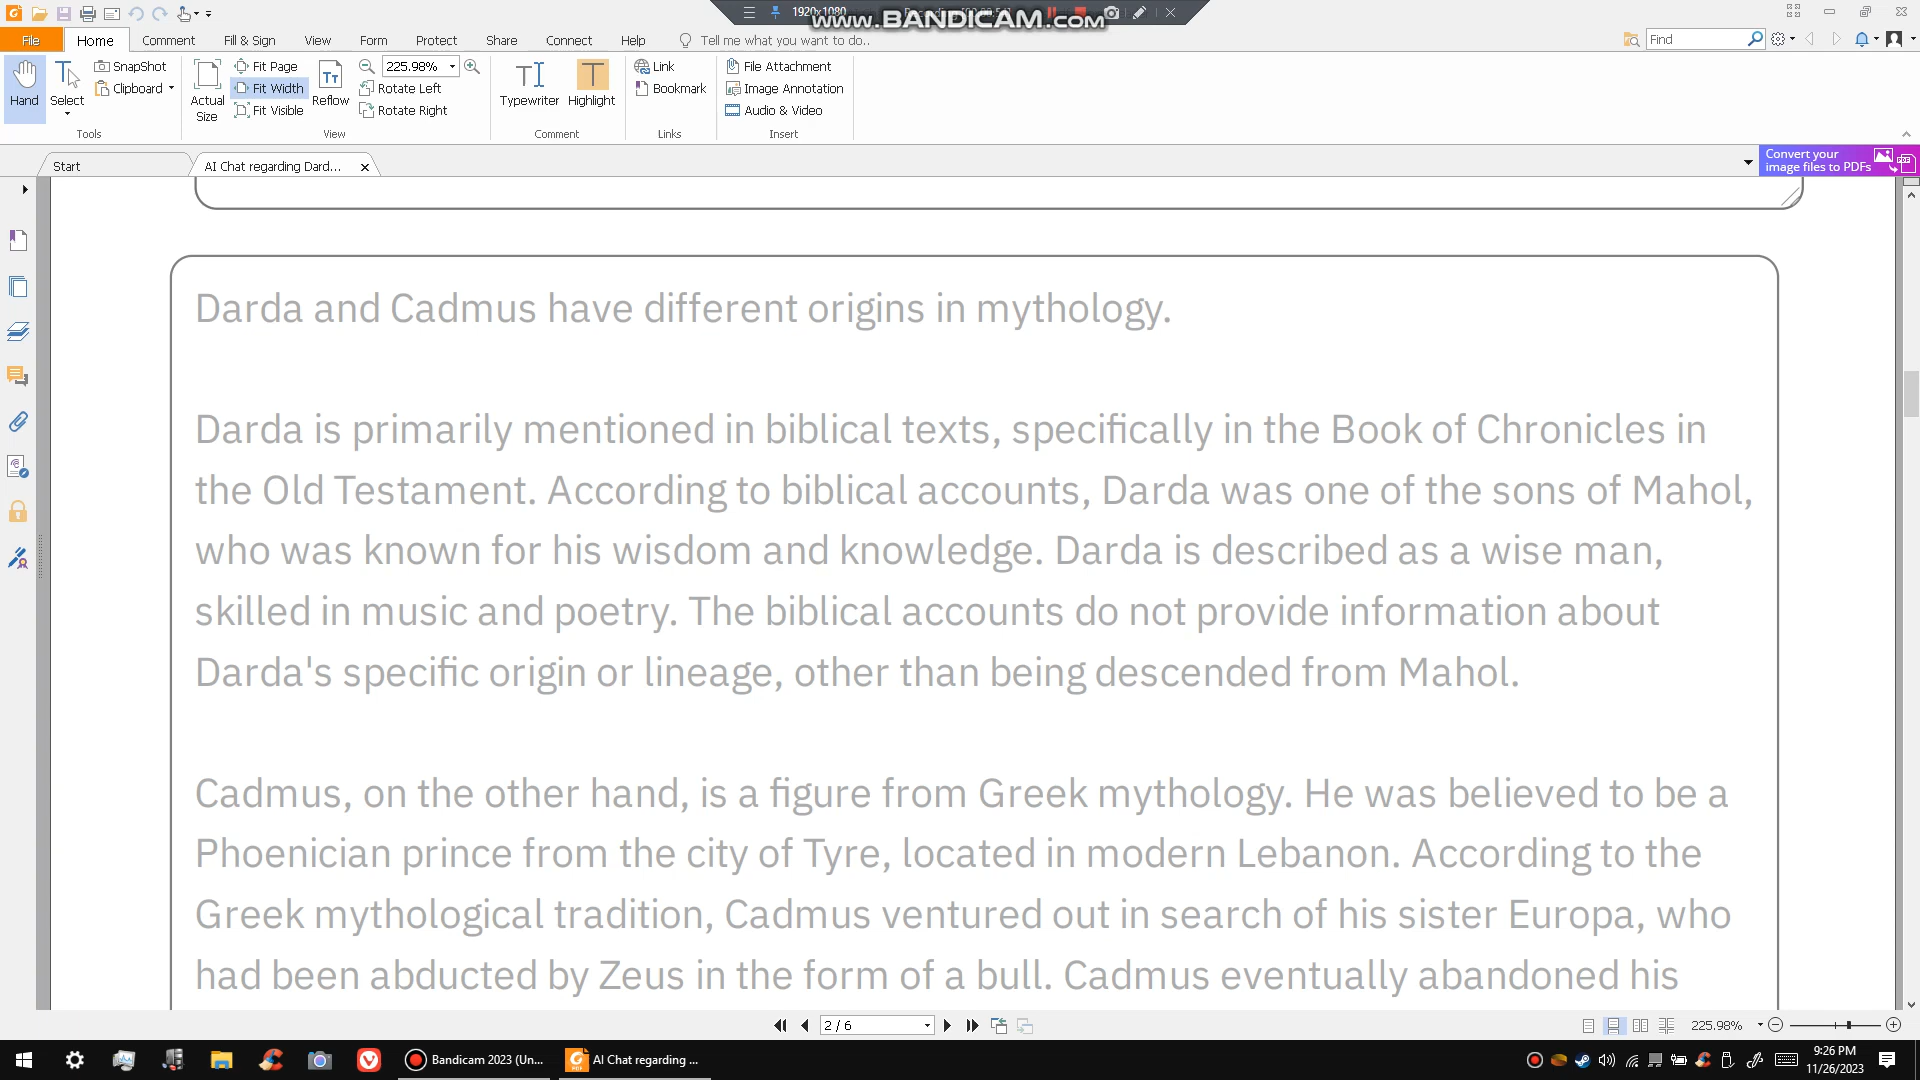 1920x1080
www.BANDICAM.com
File
Home
Comment
Fill & Sign
View
Form
Protect
Share
Connect
Help
Tell me what you want to do..
Find
Hand
Select
SnapShot
Clipboard
Tools
Actual
Size
Fit Page
Fit Width
Fit Visible
Reflow
225.98%
Rotate Left
Rotate Right
View
Typewriter
Highlight
Comment
Link
Bookmark
Links
File Attachment
Image Annotation
Audio & Video
Insert
Start
AI Chat regarding Dard...
Convert your
image files to PDFs
Darda and Cadmus have different origins in mythology.
Darda is primarily mentioned in biblical texts, specifically in the Book of Chronicles in
the Old Testament. According to biblical accounts, Darda was one of the sons of Mahol,
who was known for his wisdom and knowledge. Darda is described as a wise man,
skilled in music and poetry. The biblical accounts do not provide information about
Darda's specific origin or lineage, other than being descended from Mahol.
Cadmus, on the other hand, is a figure from Greek mythology. He was believed to be a
Phoenician prince from the city of Tyre, located in modern Lebanon. According to the
Greek mythological tradition, Cadmus ventured out in search of his sister Europa, who
had been abducted by Zeus in the form of a bull. Cadmus eventually abandoned his
2 / 6
225.98%
Bandicam 2023 (Un...
AI Chat regarding ...
9:26 PM
11/26/2023